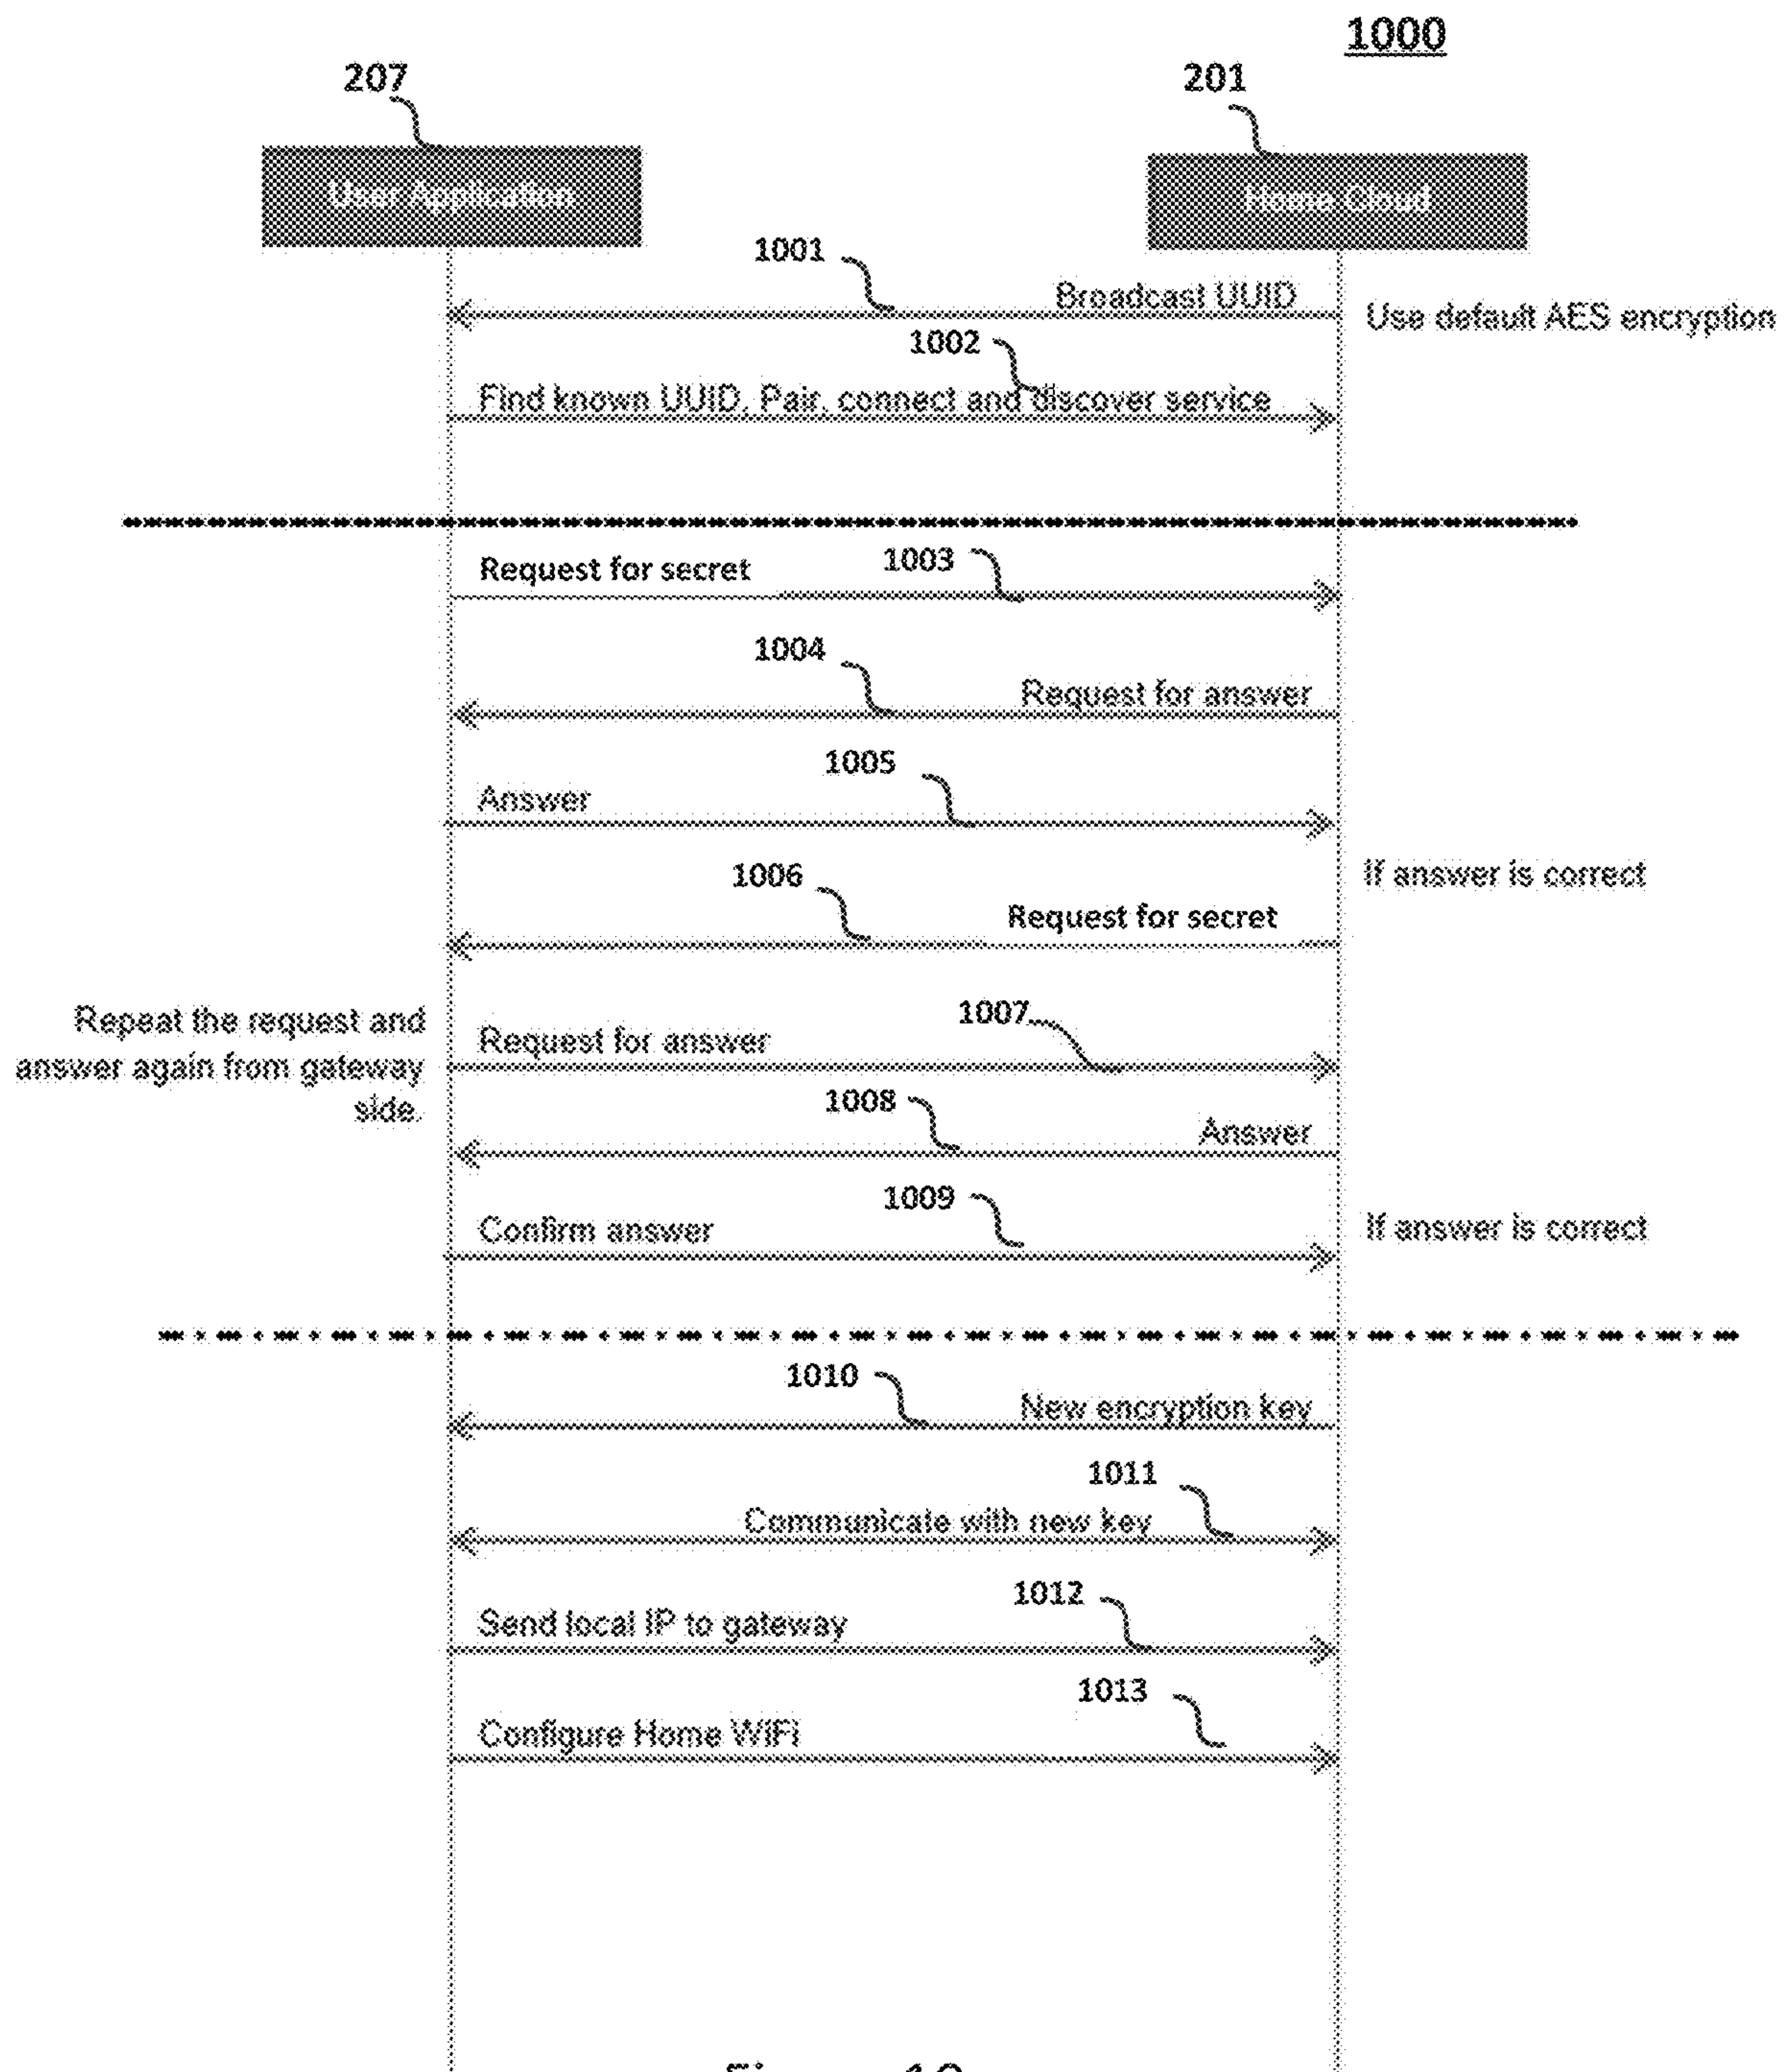 1000
207
201
User Application
Home Cloud
1001
Broadcast UUID
Use default AES encryption
1002
Find known UUID, Pair, connect and discover service
Request for secret
1003
1004
Request for answer
1005
Answer
1006
If answer is correct
Request for secret
Repeat the request and
answer again from gateway
side.
1007
Request for answer
1008
Answer
1009
Confirm answer
If answer is correct
1010
New encryption key
1011
Communicate with new key
1012
Send local IP to gateway
1013
Configure Home WiFi